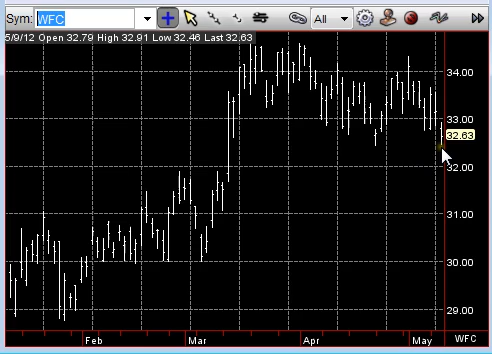 Sym: WFC All
5/9/12 Open 32.79 High 32.91 Low 32.46 Last 32.63
34.00
33.00
32.63
32.00
31.00
30.00
29.00
Feb Mar Apr May WFC